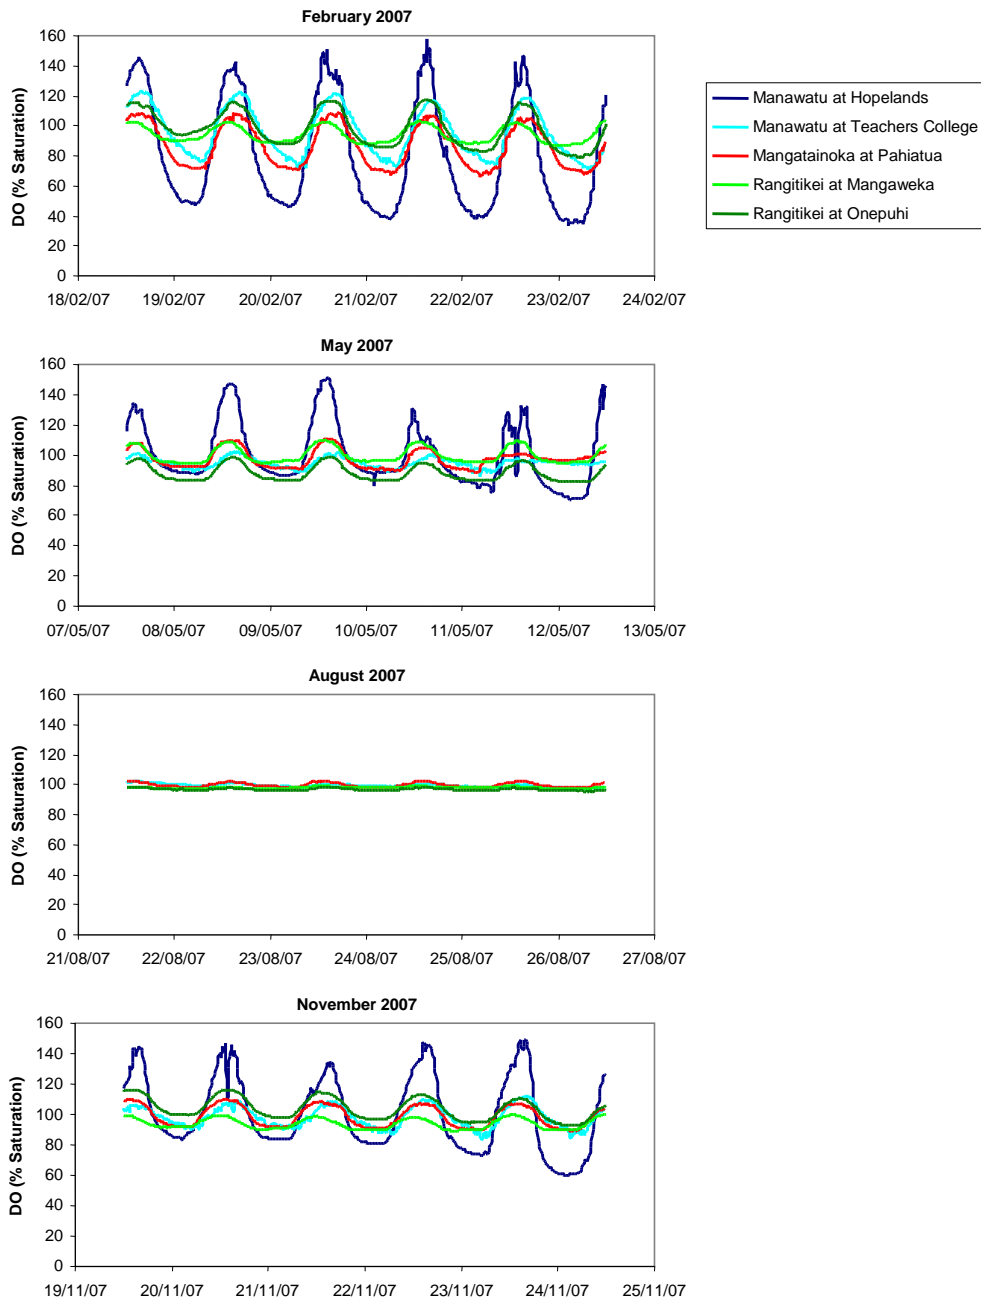 February 2007
DO (% Saturation)
160
140
120
100
80
60
40
20
0
18/02/07 19/02/07 20/02/07 21/02/07 22/02/07 23/02/07 24/02/07
Manawatu at Hopelands
Manawatu at Teachers College
Mangatainoka at Pahiatua
Rangitikei at Mangaweka
Rangitikei at Onepuhi
May 2007
DO (% Saturation)
160
140
120
100
80
60
40
20
0
07/05/07 08/05/07 09/05/07 10/05/07 11/05/07 12/05/07 13/05/07
August 2007
DO (% Saturation)
160
140
120
100
80
60
40
20
0
21/08/07 22/08/07 23/08/07 24/08/07 25/08/07 26/08/07 27/08/07
November 2007
DO (% Saturation)
160
140
120
100
80
60
40
20
0
19/11/07 20/11/07 21/11/07 22/11/07 23/11/07 24/11/07 25/11/07